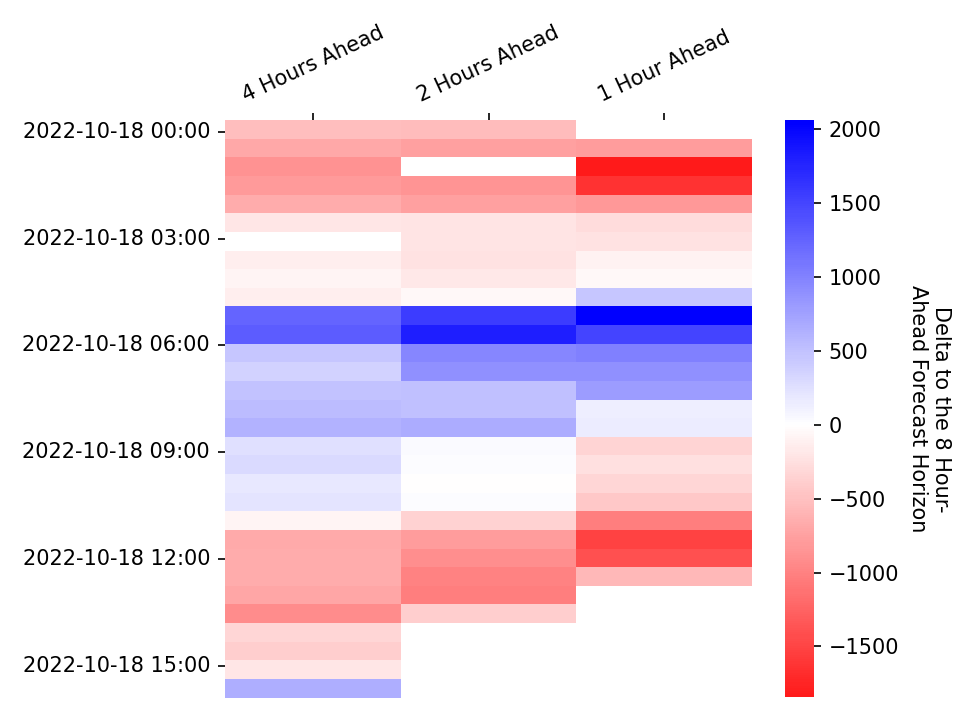 4 Hours Ahead
2 Hours Ahead
1 Hour Ahead
2022-10-18 00:00
2022-10-18 03:00
2022-10-18 06:00
2022-10-18 09:00
2022-10-18 12:00
2022-10-18 15:00
2000
1500
1000
500
0
−500
−1000
−1500
Delta to the 8 Hour-
Ahead Forecast Horizon